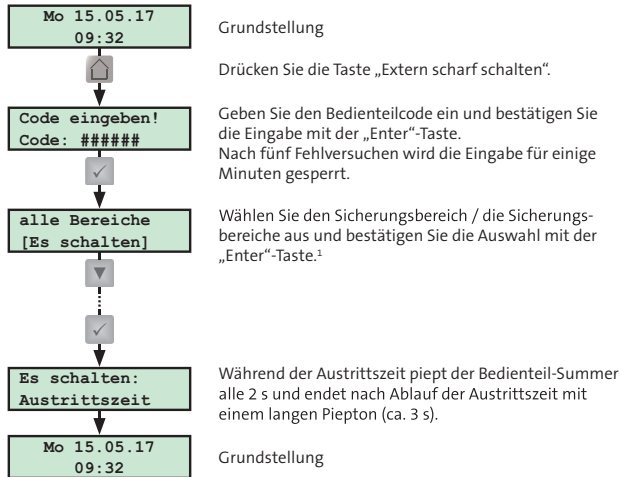 Mo 15.05.17
09:32
Grundstellung
Drücken Sie die Taste „Extern scharf schalten“.
Code eingeben!
Code: ######
Geben Sie den Bedienteilcode ein und bestätigen Sie
die Eingabe mit der „Enter“-Taste.
Nach fünf Fehlversuchen wird die Eingabe für einige
Minuten gesperrt.
alle Bereiche
[Es schalten]
Wählen Sie den Sicherungsbereich / die Sicherungs-
bereiche aus und bestätigen Sie die Auswahl mit der
„Enter“-Taste.¹
Es schalten:
Austrittszeit
Während der Austrittszeit piept der Bedienteil-Summer
alle 2 s und endet nach Ablauf der Austrittszeit mit
einem langen Piepton (ca. 3 s).
Mo 15.05.17
09:32
Grundstellung